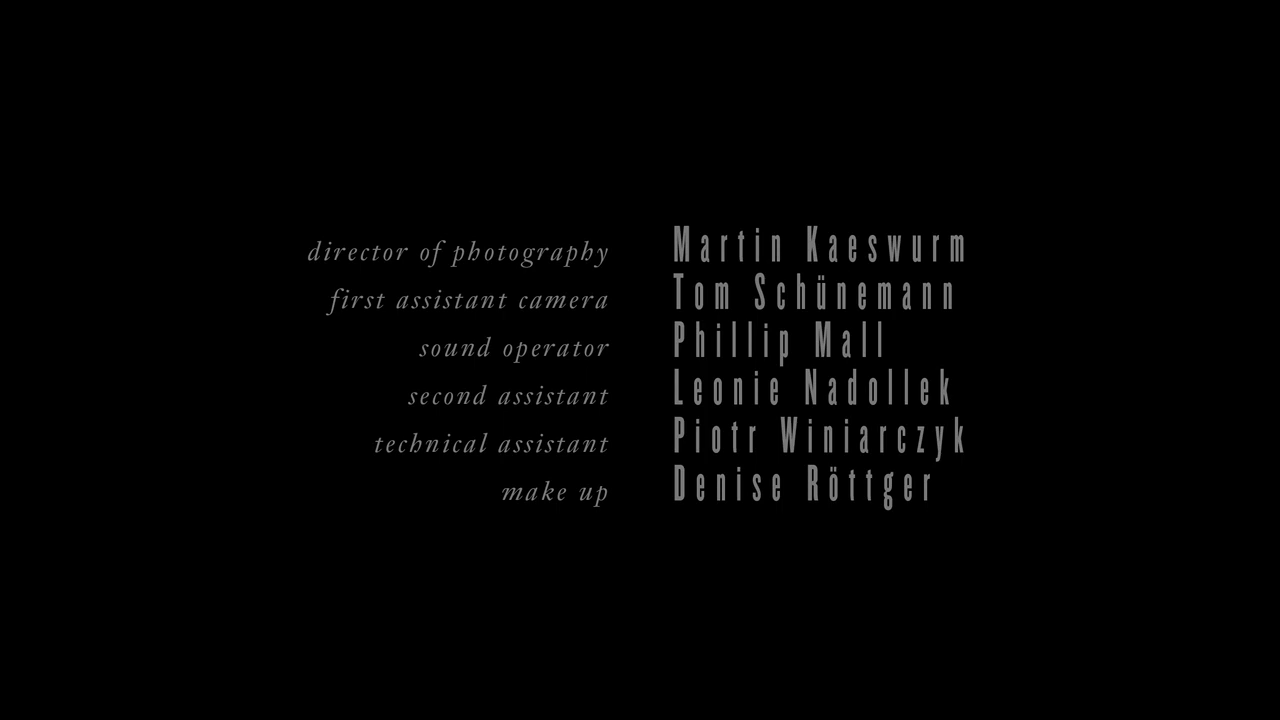 director of photography Martin Kaeswurm
first assistant camera Tom Schünemann
sound operator Phillip Mall
second assistant Leonie Nadollek
technical assistant Piotr Winiarczyk
make up Denise Röttger